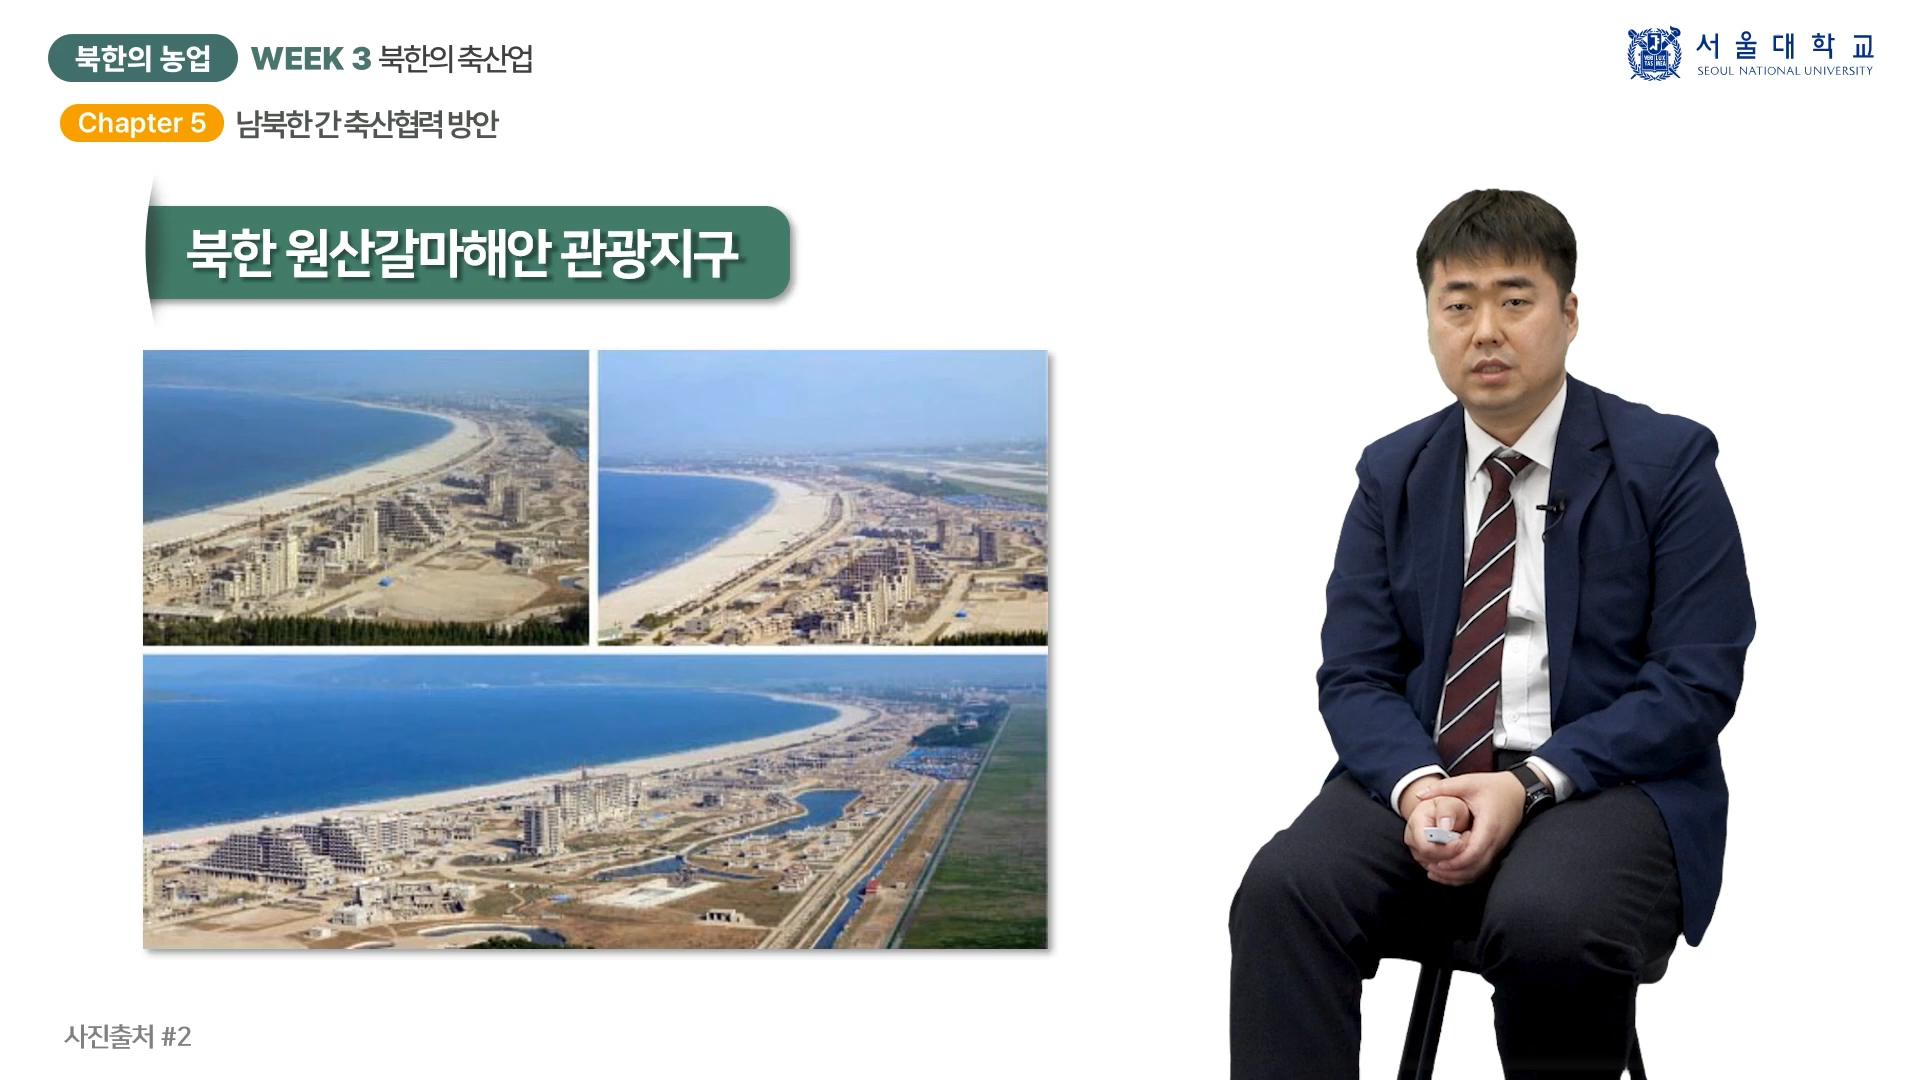 북한의 농업 WEEK 3 북한의 축산업
서울대학교
SEOUL NATIONAL UNIVERSITY
Chapter 5 남북한 간 축산협력 방안
북한 원산갈마해안 관광지구
사진출처 #2